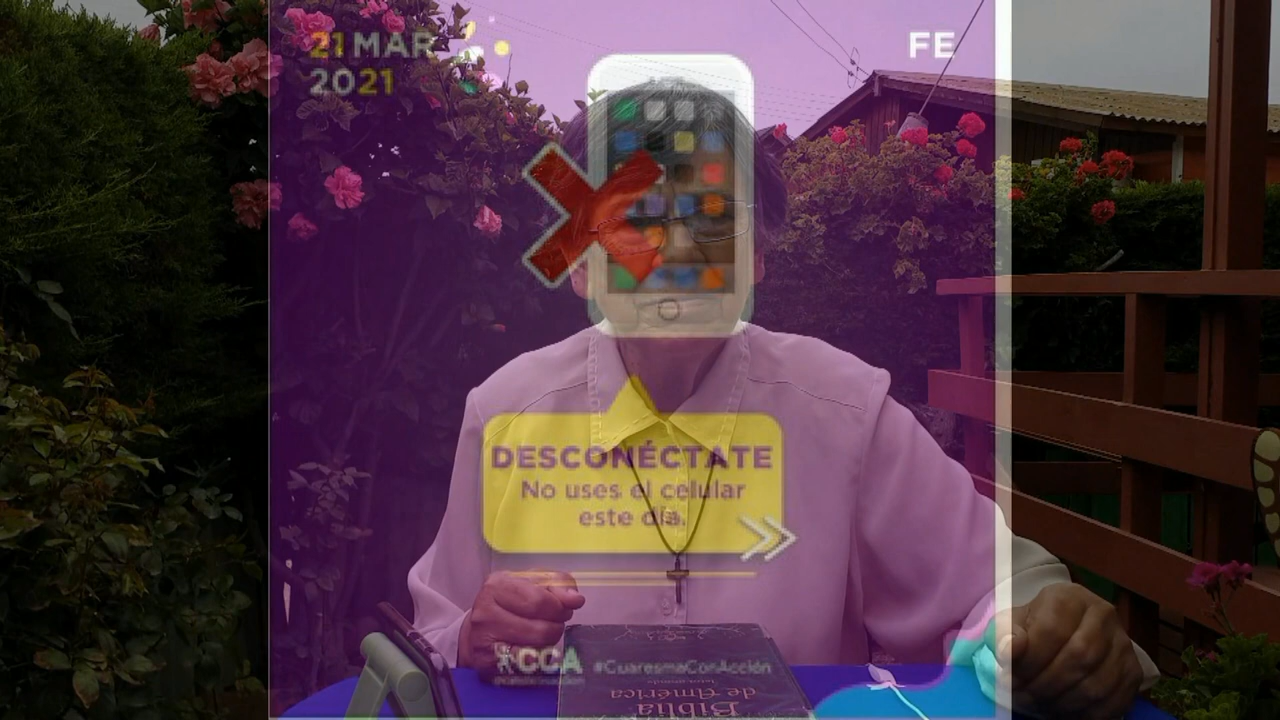 21 MAR
2021
FE
DESCONÉCTATE
No uses el celular
este día.
CCA
#CuaresmaConAcción
Biblia
de América